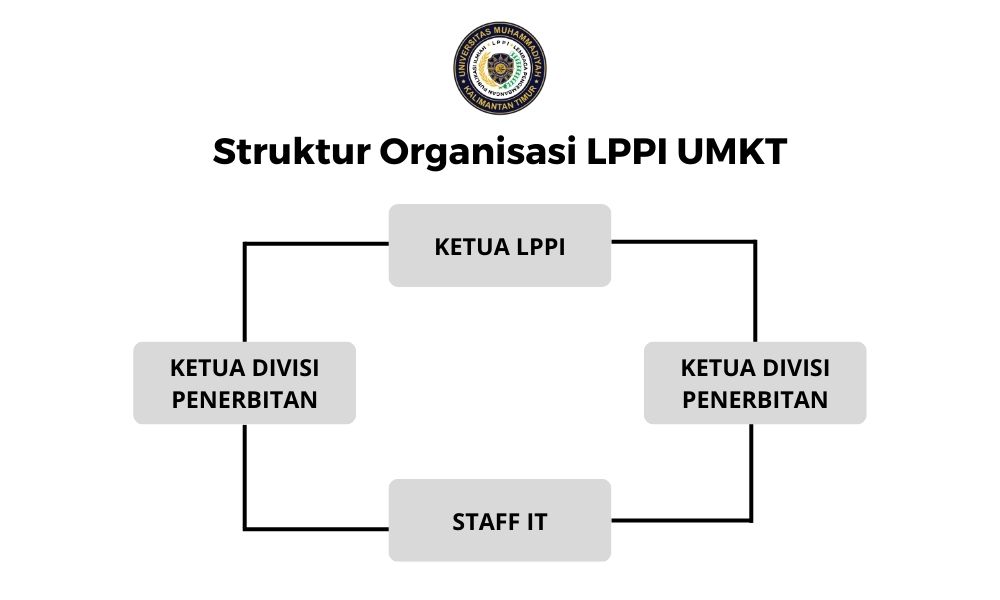 UNIVERSITAS MUHAMMADIYAH
LPPI
LEMBAGA PENGEMBANGAN PUBLIKASI ILMIAH
KALIMANTAN TIMUR
Struktur Organisasi LPPI UMKT
KETUA LPPI
KETUA DIVISI
PENERBITAN
KETUA DIVISI
PENERBITAN
STAFF IT